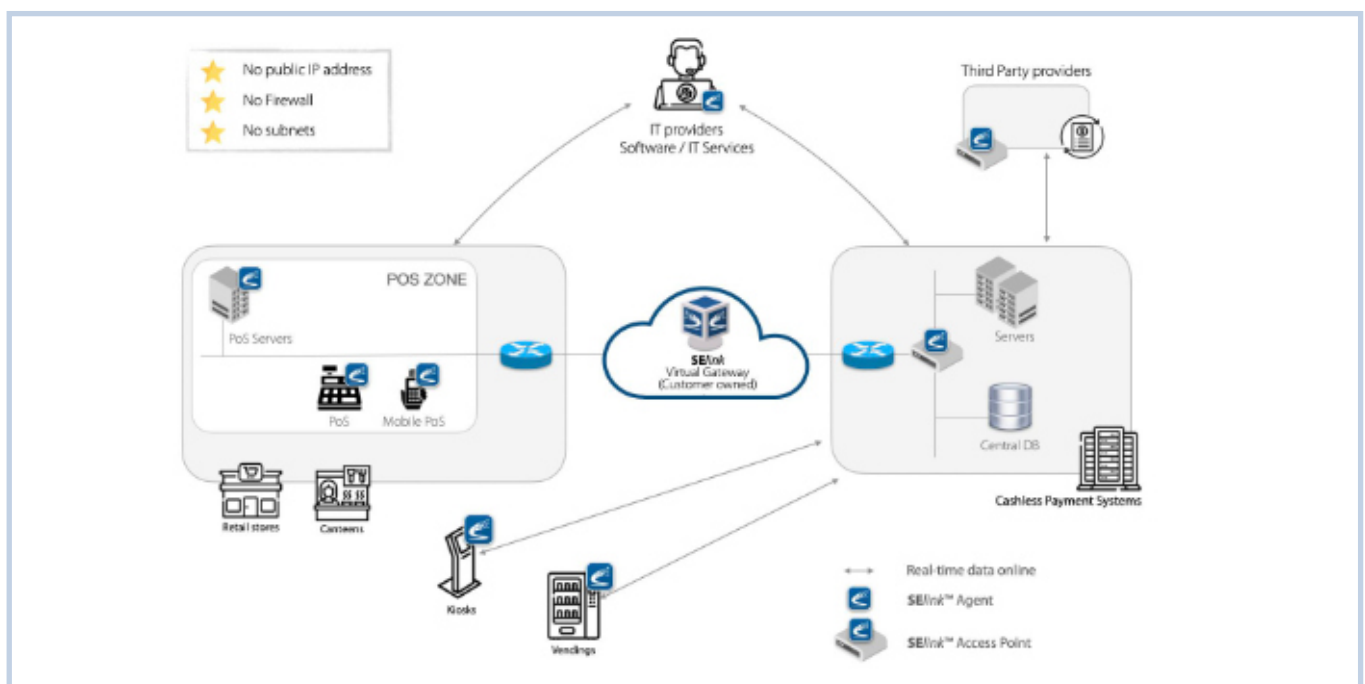 No public IP address
No Firewall
No subnets
IT providers
Software / IT Services
Third Party providers
POS ZONE
PoS Servers
PoS
Mobile PoS
SElink
Virtual Gateway
(Customer owned)
Servers
Central DB
Cashless Payment Systems
Retail stores
Canteens
Kiosks
Vendings
Real-time data online
SElink™ Agent
SElink™ Access Point